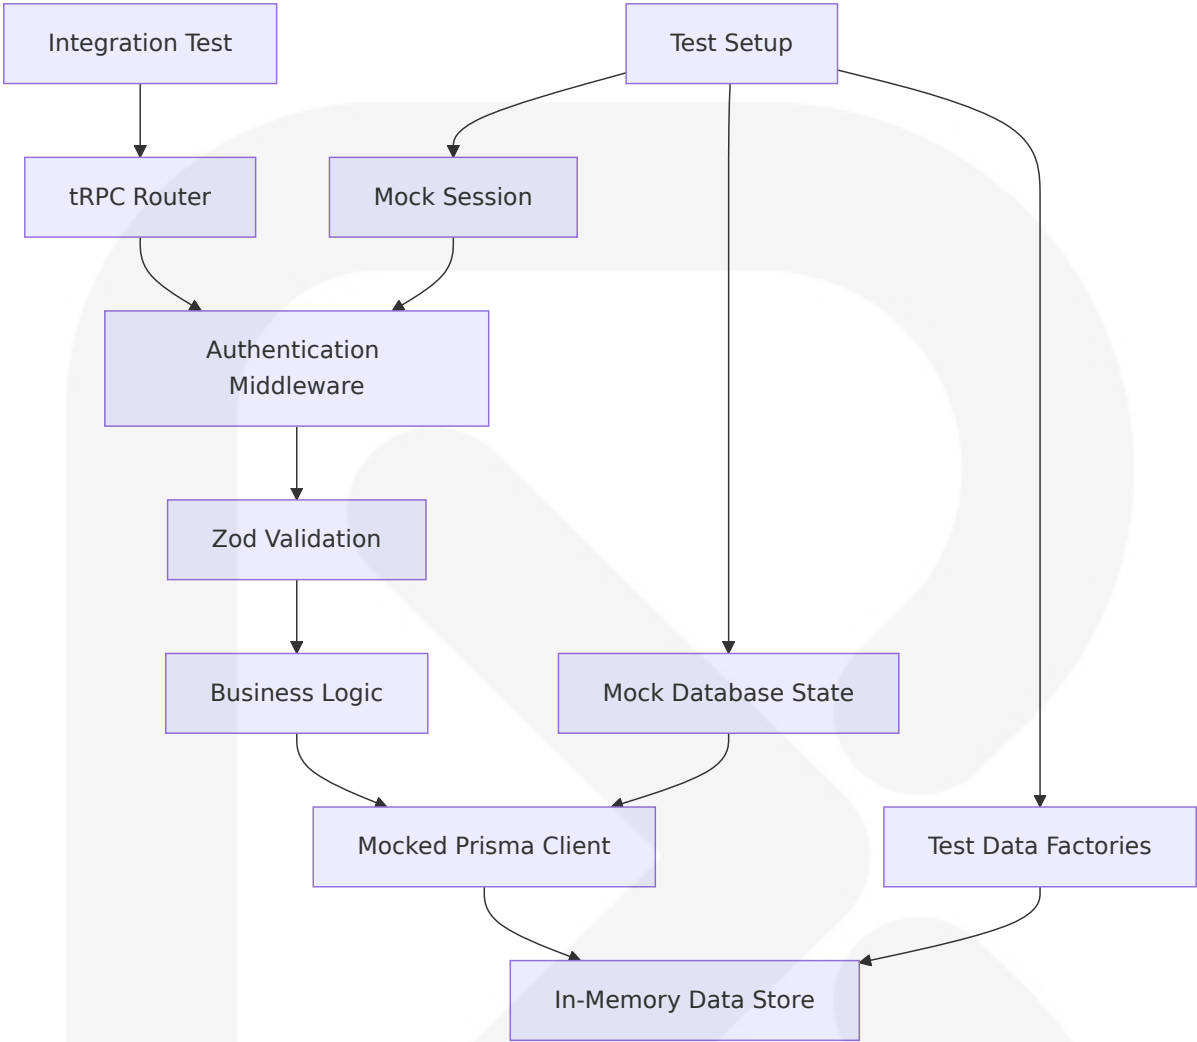 Integration Test
Test Setup
tRPC Router
Mock Session
Authentication
Middleware
Zod Validation
Business Logic
Mock Database State
Mocked Prisma Client
Test Data Factories
In-Memory Data Store